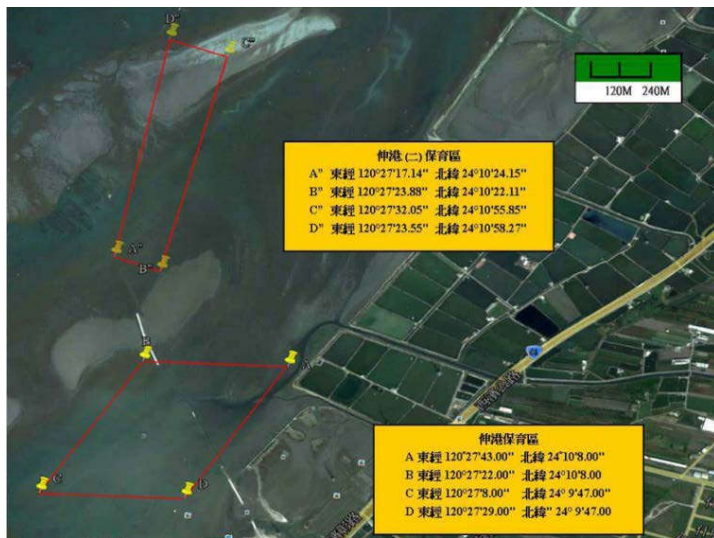 D"
C"
120M 240M
伸港(二)保育區
A" 東經 120°27'17.14" 北緯 24°10'24.15"
B" 東經 120°27'23.88" 北緯 24°10'22.11"
C" 東經 120°27'32.05" 北緯 24°10'55.85"
D" 東經 120°27'23.55" 北緯 24°10'58.27"
A"
B"
B
A
61
C
D
伸港保育區
A 東經 120°27'43.00" 北緯 24°10'8.00"
B 東經 120°27'22.00" 北緯 24°10'8.00
C 東經 120°27'8.00" 北緯 24° 9'47.00"
D 東經 120°27'29.00" 北緯" 24° 9'47.00